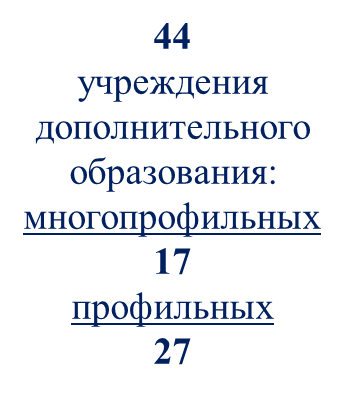 44
учреждения
дополнительного
образования:
многопрофильных
17
профильных
27